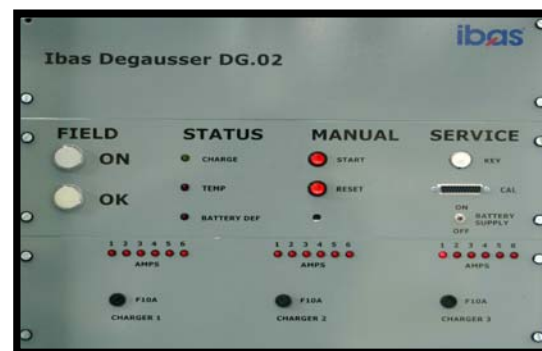 ibas
Ibas Degausser DG.02
FIELD STATUS MANUAL SERVICE
ON CHARGE START KEY
TEMP RESET CAL
OK ON
BATTERY DEF BATTERY SUPPLY
OFF
1 2 3 4 5 6 1 2 3 4 5 6 1 2 3 4 5 6
AMPS AMPS AMPS
F10A F10A F10A
CHARGER 1 CHARGER 2 CHARGER 3